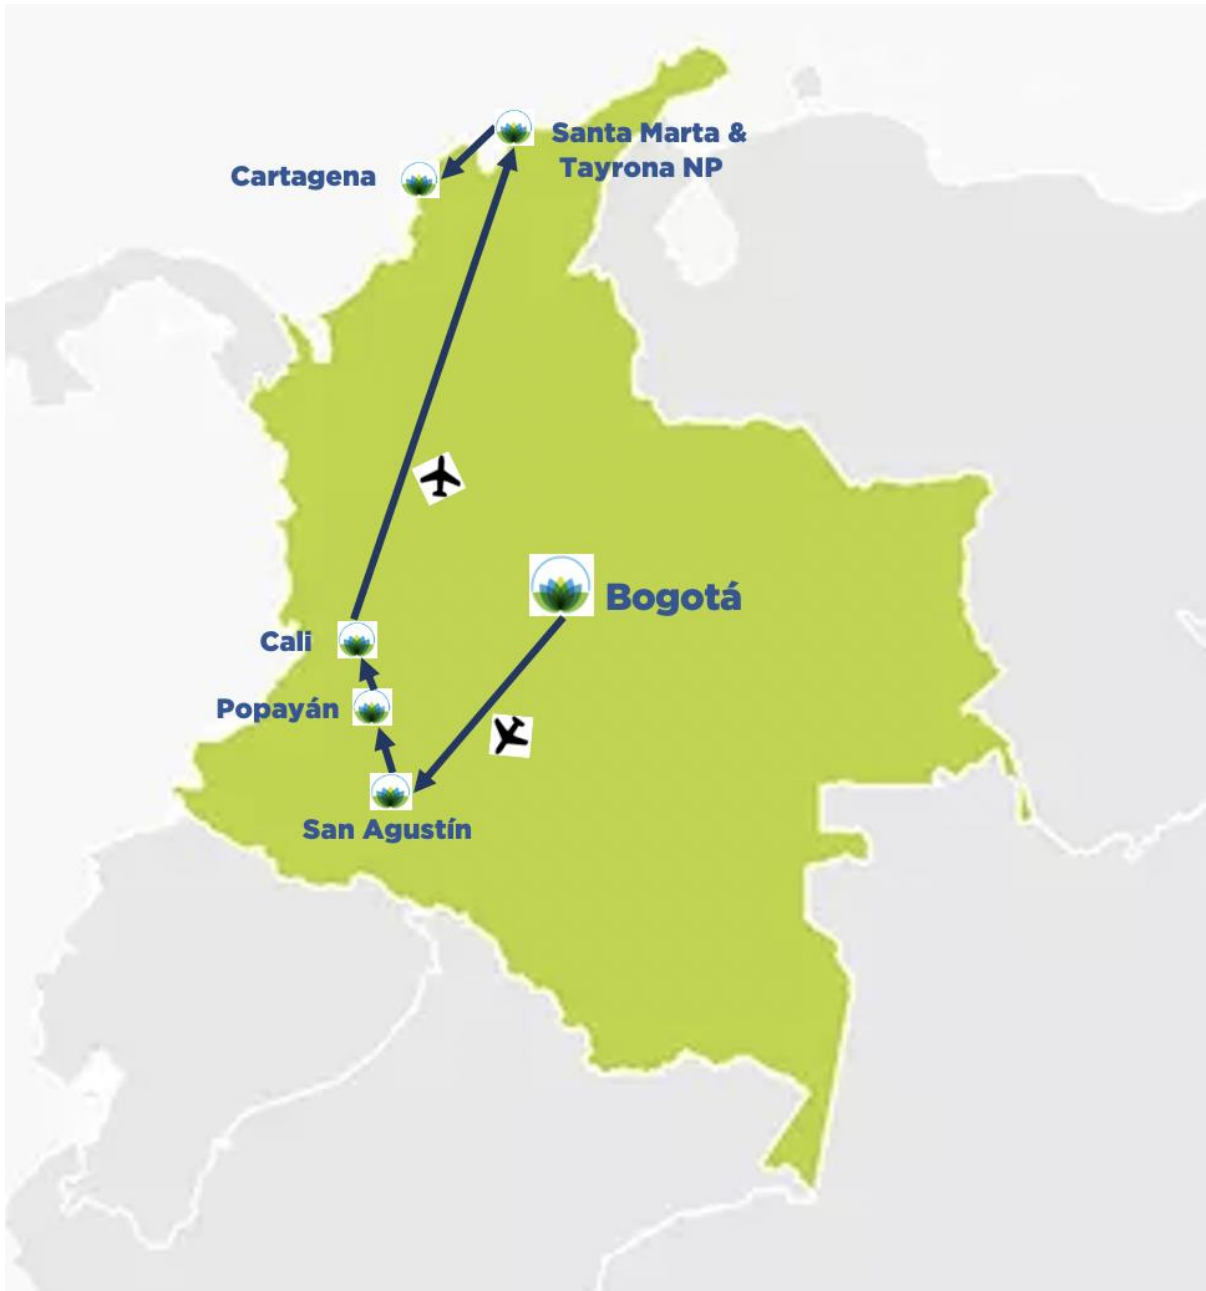 Santa Marta &
Tayrona NP
Cartagena
Bogotá
Cali
Popayán
San Agustín